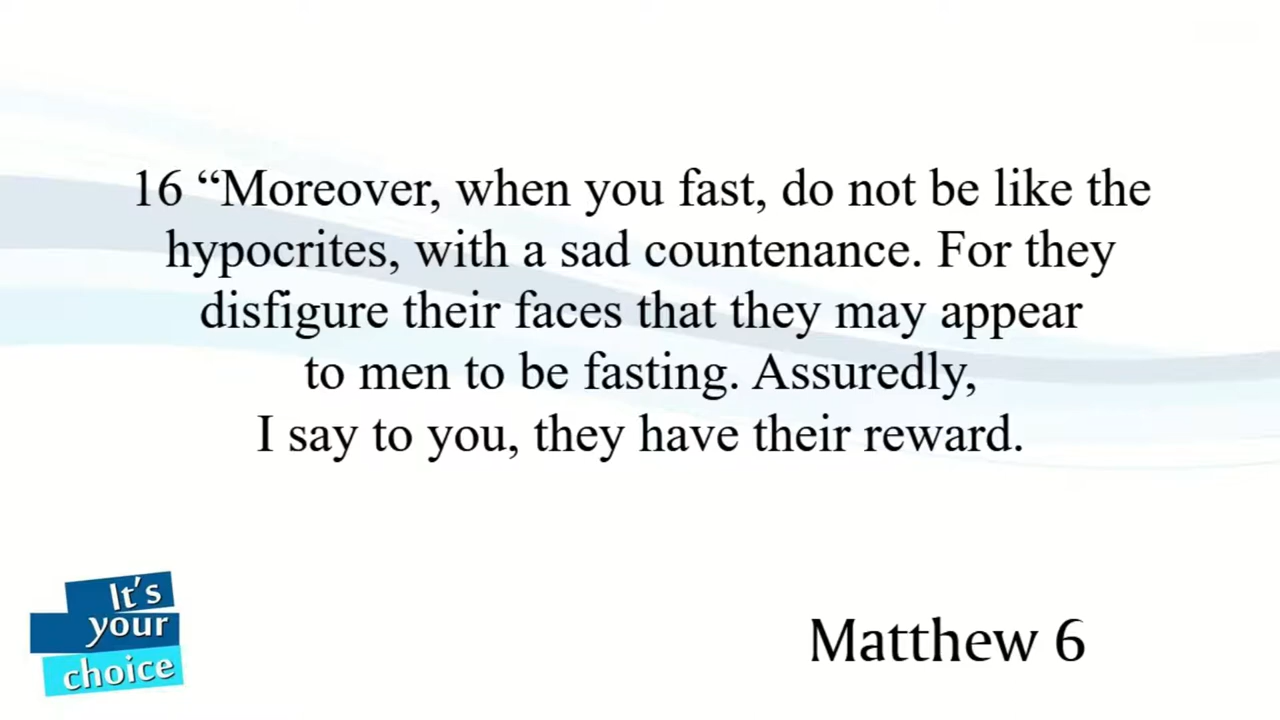 16 “Moreover, when you fast, do not be like the
hypocrites, with a sad countenance. For they
disfigure their faces that they may appear
to men to be fasting. Assuredly,
I say to you, they have their reward.
It's
your
choice
Matthew 6